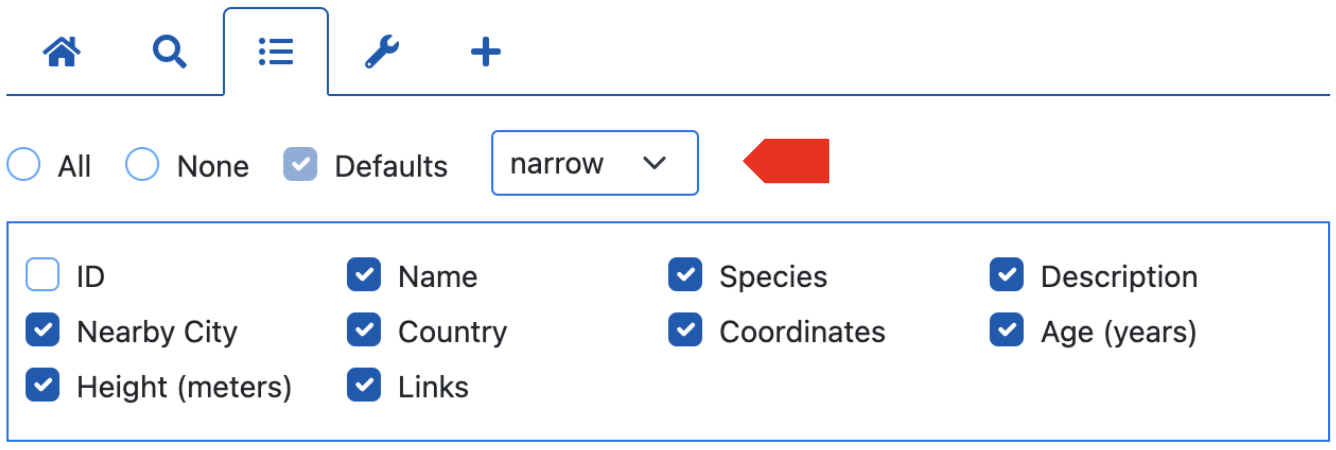 All None Defaults narrow
ID Name Species Description
Nearby City Country Coordinates Age (years)
Height (meters) Links